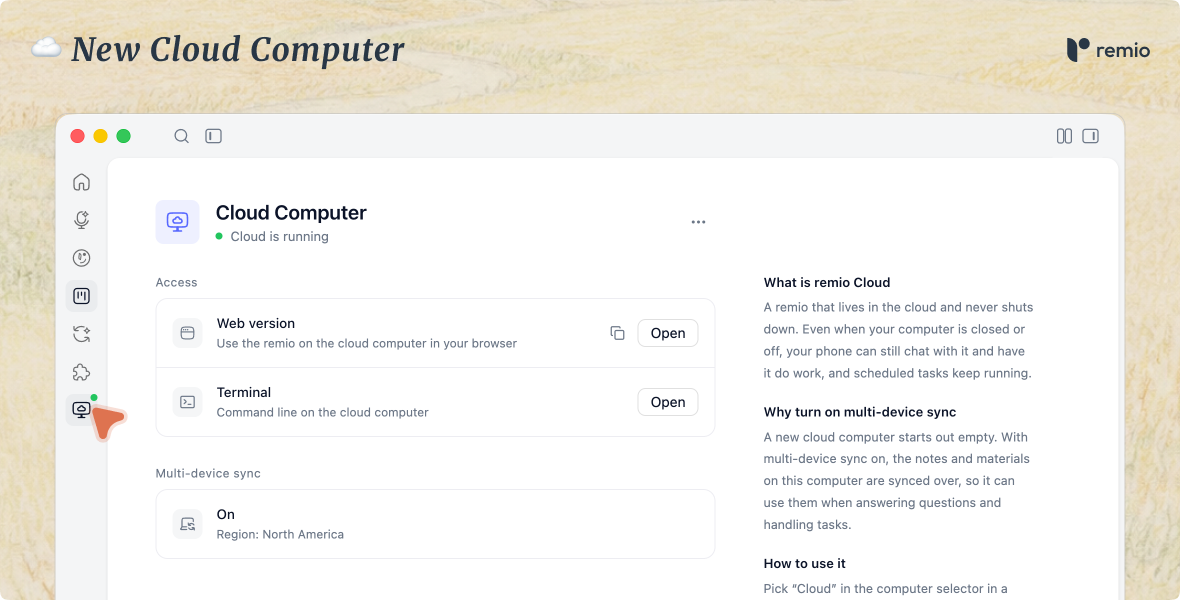 New Cloud Computer
remio
Cloud Computer
Cloud is running
Access
Web version
Use the remio on the cloud computer in your browser
Open
Terminal
Command line on the cloud computer
Open
Multi-device sync
On
Region: North America
What is remio Cloud
A remio that lives in the cloud and never shuts
down. Even when your computer is closed or
off, your phone can still chat with it and have
it do work, and scheduled tasks keep running.
Why turn on multi-device sync
A new cloud computer starts out empty. With
multi-device sync on, the notes and materials
on this computer are synced over, so it can
use them when answering questions and
handling tasks.
How to use it
Pick “Cloud” in the computer selector in a